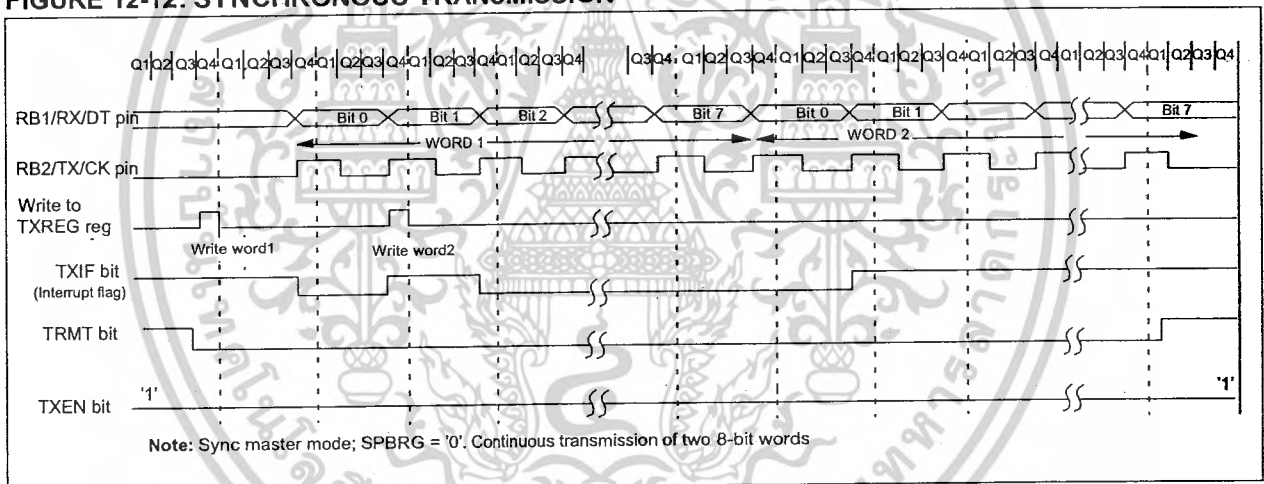 FIGURE 12-12: SYNCHRONOUS TRANSMISSION
Q1 Q2 Q3 Q4 Q1 Q2 Q3 Q4 Q1 Q2 Q3 Q4 Q1 Q2 Q3 Q4 Q1 Q2 Q3 Q4 Q3 Q4 Q1 Q2 Q3 Q4 Q1 Q2 Q3 Q4 Q1 Q2 Q3 Q4 Q1 Q2 Q3 Q4 Q1 Q2 Q3 Q4 Q1 Q2 Q3 Q4
RB1/RX/DT pin
Bit 0 Bit 1 Bit 2 Bit 7 Bit 0 Bit 1 Bit 7
WORD 1 WORD 2
RB2/TX/CK pin
Write to
TXREG reg
Write word1 Write word2
TXIF bit
(Interrupt flag)
TRMT bit
TXEN bit '1' '1'
Note: Sync master mode; SPBRG = '0'. Continuous transmission of two 8-bit words